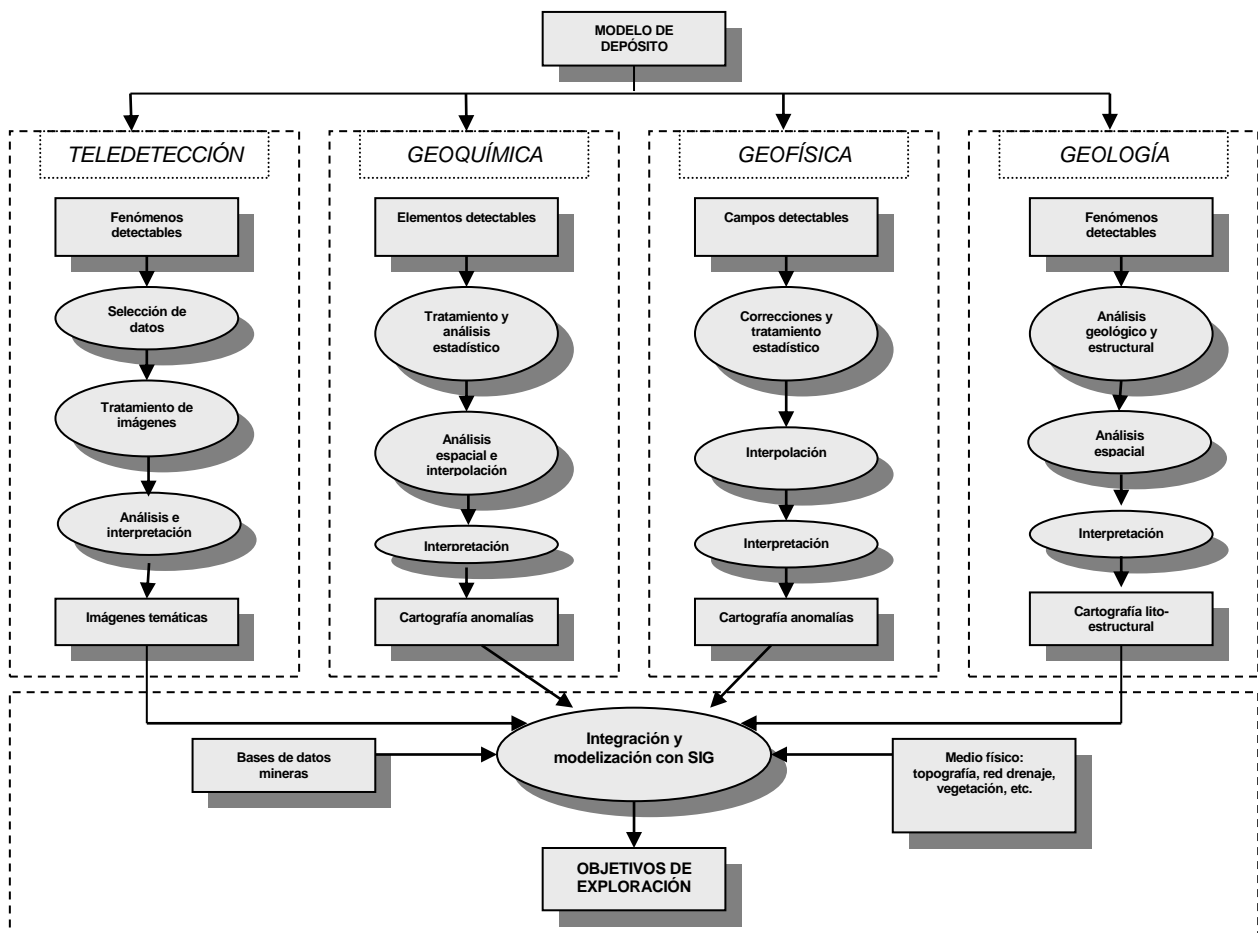 MODELO DE
DEPÓSITO
TELEDETECCIÓN
Fenómenos
detectables
Selección de
datos
Tratamiento de
imágenes
Análisis e
interpretación
Imágenes temáticas
GEOQUÍMICA
Elementos detectables
Tratamiento y
análisis
estadístico
Análisis
espacial e
interpolación
Interpretación
Cartografía anomalías
GEOFÍSICA
Campos detectables
Correcciones y
tratamiento
estadístico
Interpolación
Interpretación
Cartografía anomalías
GEOLOGÍA
Fenómenos
detectables
Análisis
geológico y
estructural
Análisis
espacial
Interpretación
Cartografía lito-
estructural
Integración y
modelización con SIG
Bases de datos
mineras
Medio físico:
topografía, red drenaje,
vegetación, etc.
OBJETIVOS DE
EXPLORACIÓN